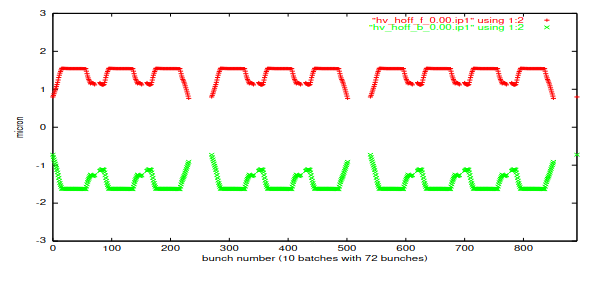 3
2
1
0
-1
-2
-3
micron
"hv_hoff_f_0.00.ip1" using 1:2
"hv_hoff_b_0.00.ip1" using 1:2
0 100 200 300 400 500 600 700 800
bunch number (10 batches with 72 bunches)